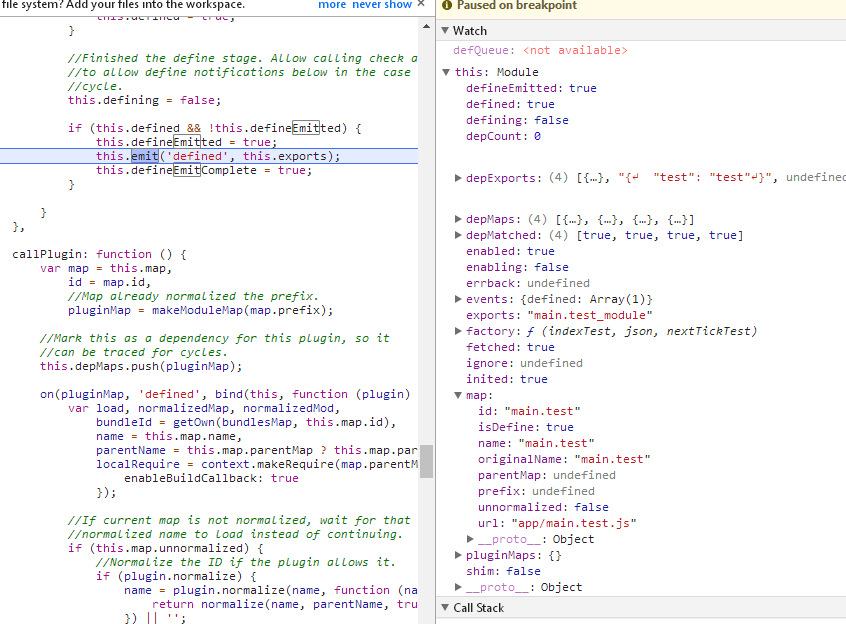 file system? Add your files into the workspace. more never show ×
this.defined = true;
}
//Finished the define stage. Allow calling check a
//to allow define notifications below in the case
//cycle.
this.defining = false;
if (this.defined && !this.defineEmitted) {
this.defineEmitted = true;
this.emit('defined', this.exports);
this.defineEmitComplete = true;
}
}
},
callPlugin: function () {
var map = this.map,
id = map.id,
//Map already normalized the prefix.
pluginMap = makeModuleMap(map.prefix);
//Mark this as a dependency for this plugin, so it
//can be traced for cycles.
this.depMaps.push(pluginMap);
on(pluginMap, 'defined', bind(this, function (plugin)
var load, normalizedMap, normalizedMod,
bundleId = getOwn(bundlesMap, this.map.id),
name = this.map.name,
parentName = this.map.parentMap ? this.map.par
localRequire = context.makeRequire(map.parentM
enableBuildCallback: true
});
//If current map is not normalized, wait for that
//normalized name to load instead of continuing.
if (this.map.unnormalized) {
//Normalize the ID if the plugin allows it.
if (plugin.normalize) {
name = plugin.normalize(name, function (na
return normalize(name, parentName, tru
}) || '';
Paused on breakpoint
▼ Watch
defQueue: <not available>
▼ this: Module
defineEmitted: true
defined: true
defining: false
depCount: 0
▶ depExports: (4) [{…}, "{↵  "test": "test"↵}", undefined
▶ depMaps: (4) [{…}, {…}, {…}, {…}]
▶ depMatched: (4) [true, true, true, true]
enabled: true
enabling: false
errback: undefined
▶ events: {defined: Array(1)}
exports: "main.test_module"
▶ factory: ƒ (indexTest, json, nextTickTest)
fetched: true
ignore: undefined
inited: true
▼ map:
id: "main.test"
isDefine: true
name: "main.test"
originalName: "main.test"
parentMap: undefined
prefix: undefined
unnormalized: false
url: "app/main.test.js"
▶ __proto__: Object
▶ pluginMaps: {}
shim: false
▶ __proto__: Object
▼ Call Stack